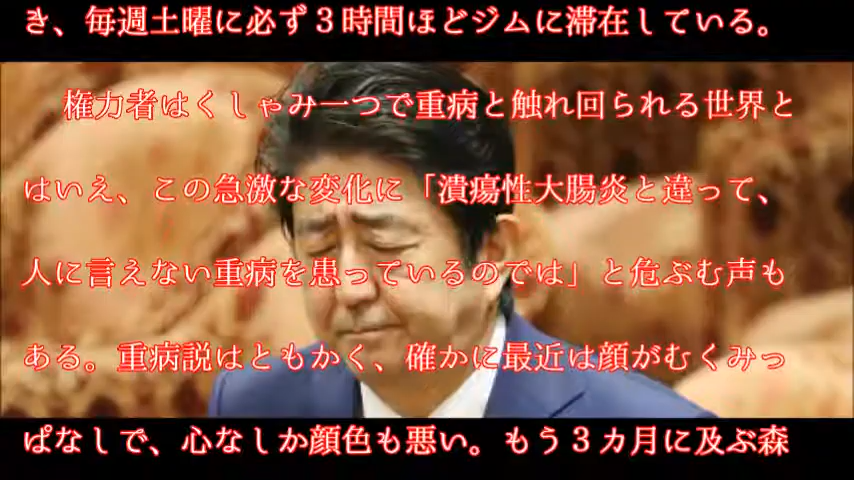 き、毎週土曜に必ず３時間ほどジムに滞在している。
権力者はくしゃみ一つで重病と触れ回られる世界と
はいえ、この急激な変化に「潰瘍性大腸炎と違って、
人に言えない重病を患っているのでは」と危ぶむ声も
ある。重病説はともかく、確かに最近は顔がむくみっ
ぱなしで、心なしか顔色も悪い。もう３カ月に及ぶ森